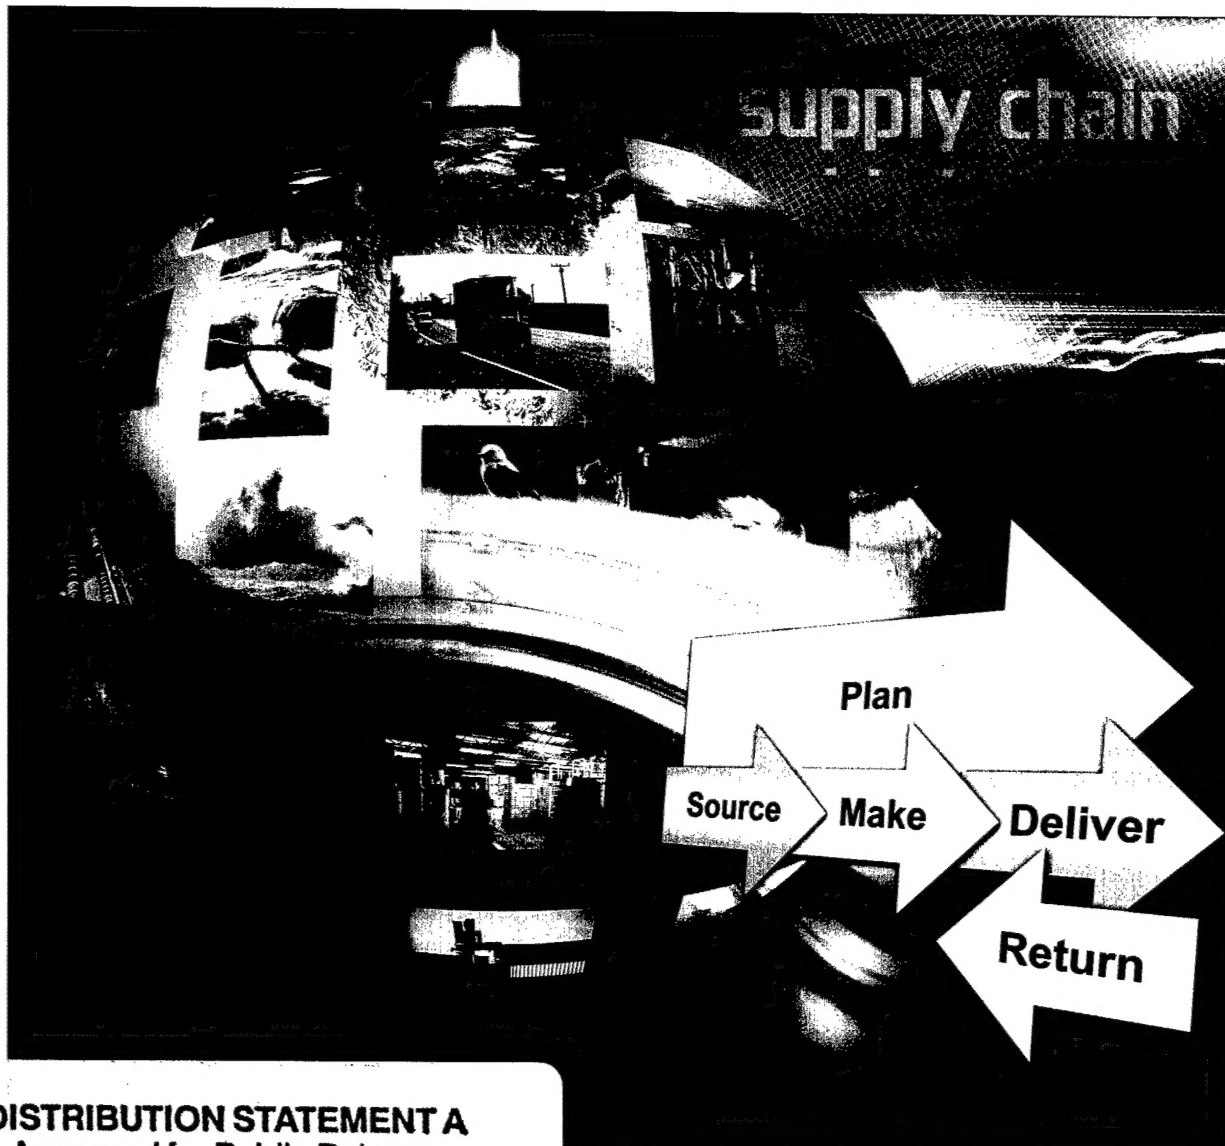 supply chain
Plan
Source
Make
Deliver
Return
DISTRIBUTION STATEMENT A